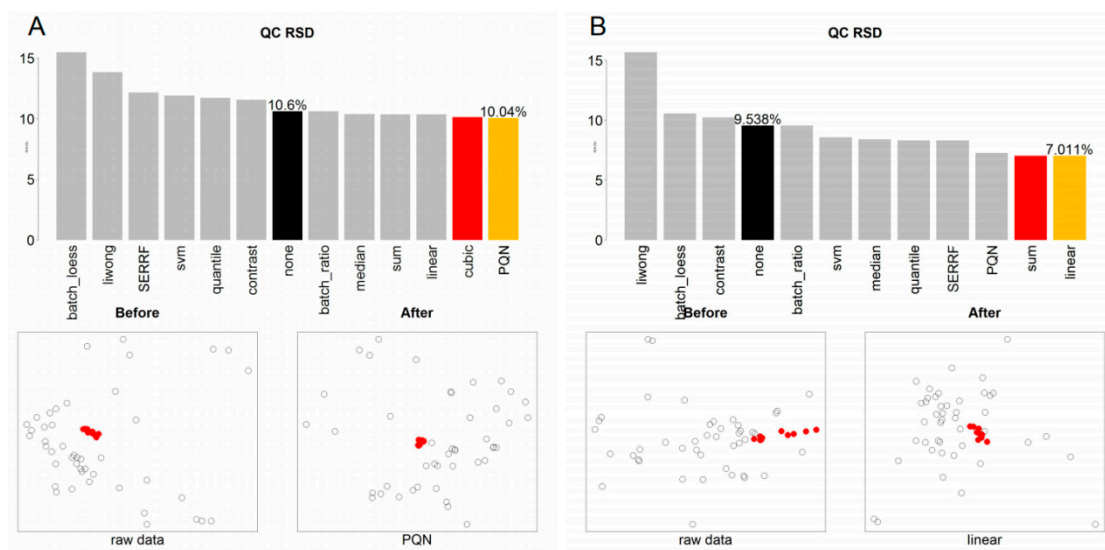 A
QC RSD
15
10
5
0
10.6%
10.04%
batch_loess
liwong
SERRF
svm
quantile
contrast
none
batch_ratio
median
sum
linear
cubic
PQN
Before
After
raw data
PQN
B
QC RSD
15
10
5
0
9.538%
7.011%
liwong
batch_loess
contrast
none
batch_ratio
svm
median
quantile
SERRF
PQN
sum
linear
Before
After
raw data
linear